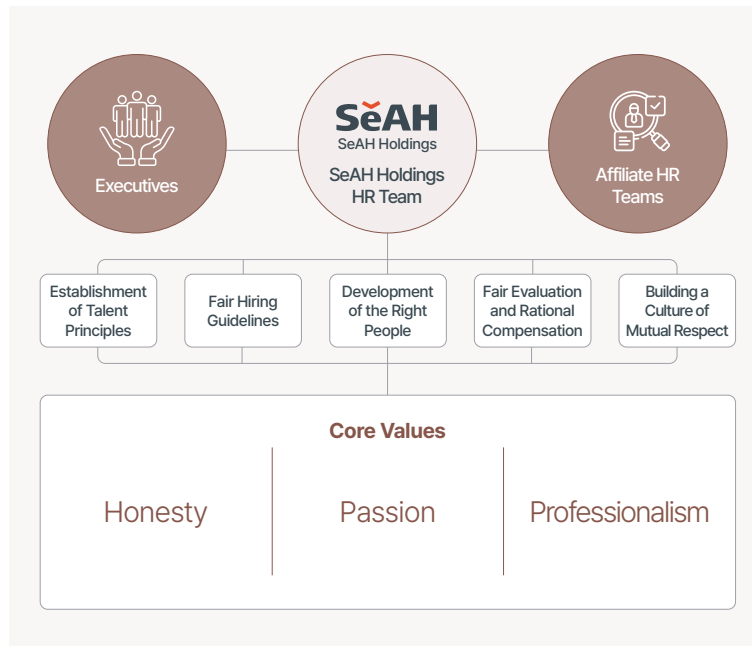 SeAH
SeAH Holdings
SeAH Holdings
HR Team
Executives
Affiliate HR
Teams
Establishment
of Talent
Principles
Fair Hiring
Guidelines
Development
of the Right
People
Fair Evaluation
and Rational
Compensation
Building a
Culture of
Mutual Respect
Core Values
Honesty
Passion
Professionalism